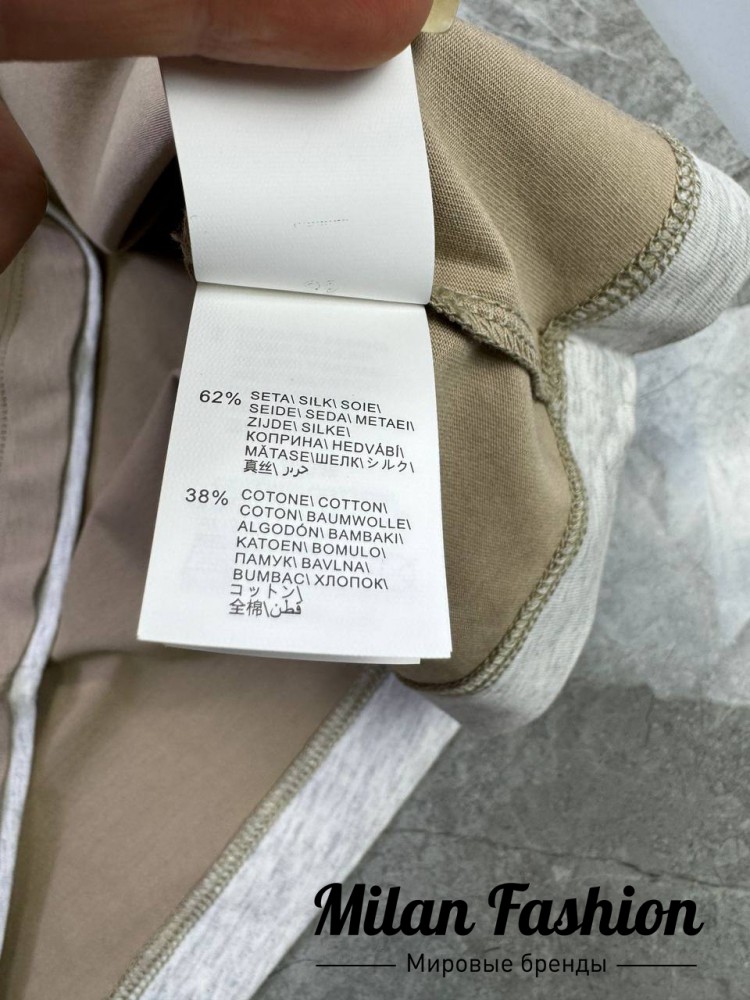 62% SETA\ SILK\ SOIE\
SEIDE\ SEDA\ METAEI\
ZIJDE\ SILKE\
КОПРИНА\ HEDVÁBÍ\
MĂTASE\ШЕЛК\シルク\
真丝\حرير
38% COTONE\ COTTON\
COTON\ BAUMWOLLE\
ALGODÓN\ BAMBAKI\
KATOEN\ BOMULO\
ПАМУК\ BAVLNA\
BUMBAC\ ХЛОПОК\
コットン\
全棉\قطن
Milan Fashion
Мировые бренды